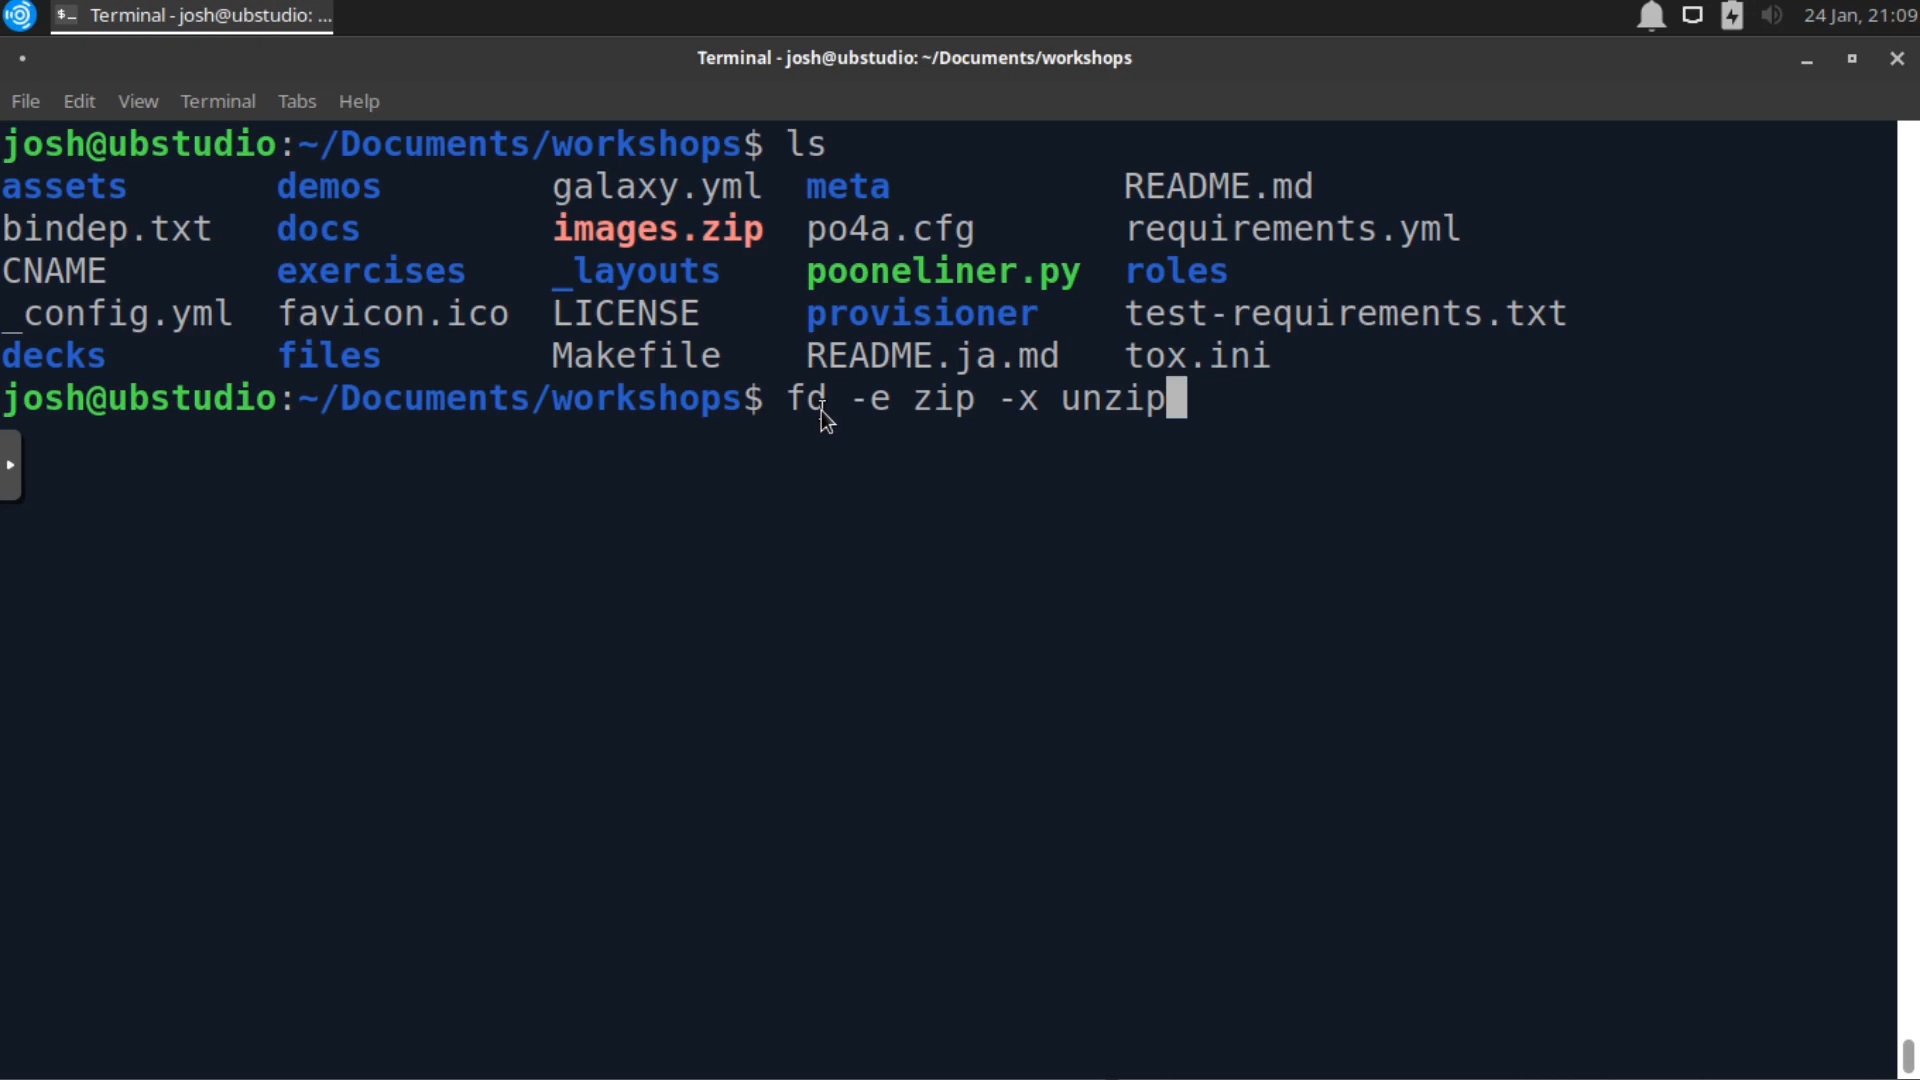 Terminal - josh@ubstudio: ...
24 Jan, 21:09
Terminal - josh@ubstudio: ~/Documents/workshops
File Edit View Terminal Tabs Help
josh@ubstudio:~/Documents/workshops$ ls
assets demos galaxy.yml meta README.md
bindep.txt docs images.zip po4a.cfg requirements.yml
CNAME exercises _layouts pooneliner.py roles
_config.yml favicon.ico LICENSE provisioner test-requirements.txt
decks files Makefile README.ja.md tox.ini
josh@ubstudio:~/Documents/workshops$ fd -e zip -x unzip